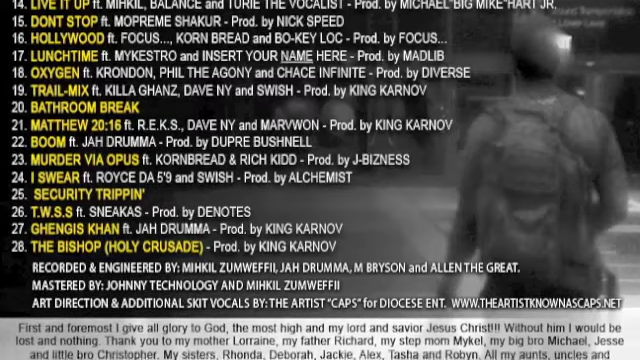 14. LIVE IT UP ft. MIHKIL, BALANCE and TURIE THE VOCALIST - Prod. by MICHAEL"BIG MIKE"HART JR.
15. DONT STOP ft. MOPREME SHAKUR - Prod. by NICK SPEED
16. HOLLYWOOD ft. FOCUS..., KORN BREAD and BO-KEY LOC - Prod. by FOCUS...
17. LUNCHTIME ft. MYKESTRO and INSERT YOUR NAME HERE - Prod. by MADLIB
18. OXYGEN ft. KRONDON, PHIL THE AGONY and CHACE INFINITE - Prod. by DIVERSE
19. TRAIL-MIX ft. KILLA GHANZ, DAVE NY and SWISH - Prod. by KING KARNOV
20. BATHROOM BREAK
21. MATTHEW 20:16 ft. R.E.K.S., DAVE NY and MARVWON - Prod. by KING KARNOV
22. BOOM ft. JAH DRUMMA - Prod. by DUPRE BUSHNELL
23. MURDER VIA OPUS ft. KORNBREAD & RICH KIDD - Prod. by J-BIZNESS
24. I SWEAR ft. ROYCE DA 5'9 and SWISH - Prod. by ALCHEMIST
25. SECURITY TRIPPIN'
26. T.W.S.S ft. SNEAKAS - Prod. by DENOTES
27. GHENGIS KHAN ft. JAH DRUMMA - Prod. by KING KARNOV
28. THE BISHOP (HOLY CRUSADE) - Prod. by KING KARNOV
RECORDED & ENGINEERED BY: MIHKIL ZUMWEFFII, JAH DRUMMA, M BRYSON and ALLEN THE GREAT.
MASTERED BY: JOHNNY TECHNOLOGY AND MIHKIL ZUMWEFFII
ART DIRECTION & ADDITIONAL SKIT VOCALS BY: THE ARTIST "CAPS" for DIOCESE ENT. WWW.THEARTISTKNOWNASCAPS.NET
First and foremost I give all glory to God, the most high and my lord and savior Jesus Christ!!! Without him I would be
lost and nothing. Thank you to my mother Lorraine, my father Richard, my step mom Mykel, my big bro Michael, Jesse
and little bro Christopher. My sisters, Rhonda, Deborah, Jackie, Alex, Tasha and Robyn. All my aunts, uncles and